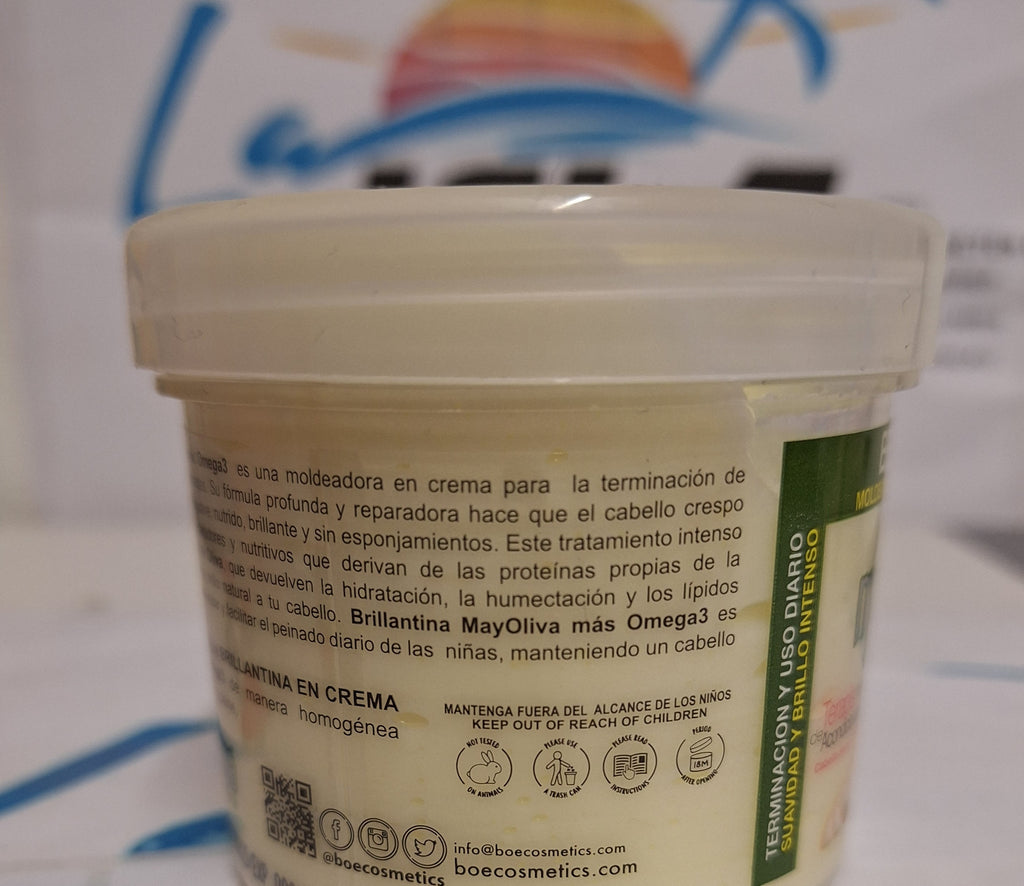 La
ISLA
Omega3 es una moldeadora en crema para la terminación de
Su fórmula profunda y reparadora hace que el cabello crespo
nutrido, brillante y sin esponjamientos. Este tratamiento intenso
y nutritivos que derivan de las proteínas propias de la
Oliva, que devuelven la hidratación, la humectación y los lípidos
natural a tu cabello. Brillantina MayOliva más Omega3 es
facilitar el peinado diario de las niñas, manteniendo un cabello
BRILLANTINA EN CREMA
de manera homogénea
MANTENGA FUERA DEL ALCANCE DE LOS NIÑOS
KEEP OUT OF REACH OF CHILDREN
NOT TESTED
ON ANIMALS
PLEASE USE
A TRASH CAN
PLEASE READ
INSTRUCTIONS
PERIOD
18M
AFTER OPENING
@boecosmetics
info@boecosmetics.com
boecosmetics.com
TERMINACION Y USO DIARIO
SUAVIDAD Y BRILLO INTENSO